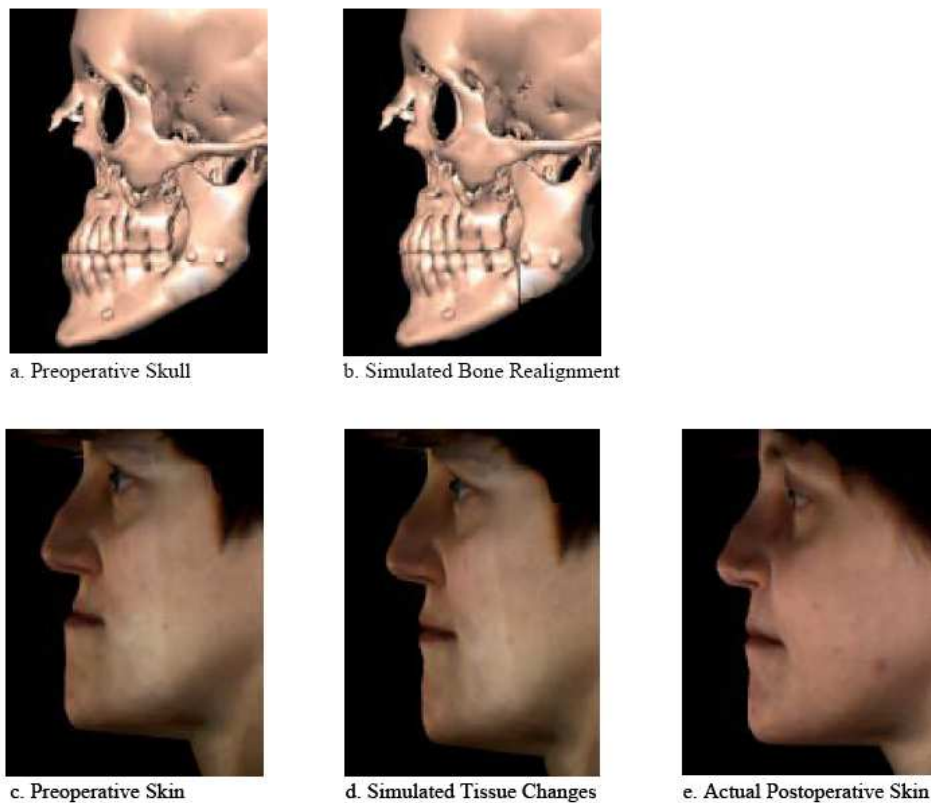 a. Preoperative Skull
b. Simulated Bone Realignment
c. Preoperative Skin
d. Simulated Tissue Changes
e. Actual Postoperative Skin